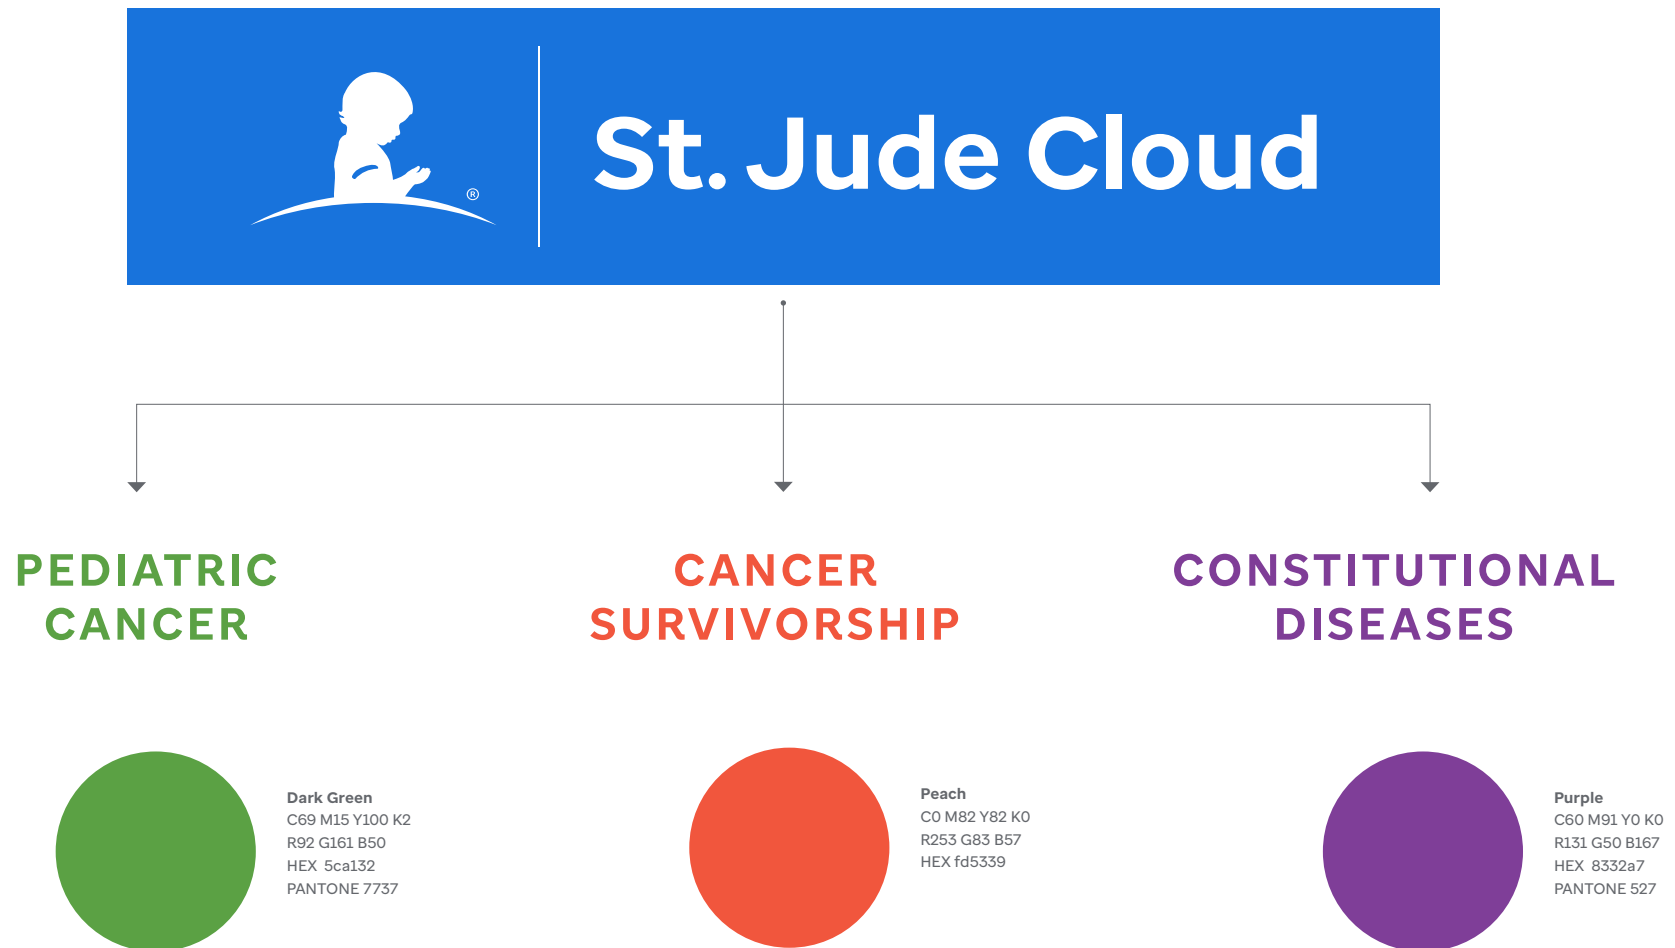 St. Jude Cloud
®
PEDIATRIC
CANCER
CANCER
SURVIVORSHIP
CONSTITUTIONAL
DISEASES
Dark Green
C69 M15 Y100 K2
R92 G161 B50
HEX 5ca132
PANTONE 7737
Peach
C0 M82 Y82 K0
R253 G83 B57
HEX fd5339
Purple
C60 M91 Y0 K0
R131 G50 B167
HEX 8332a7
PANTONE 527